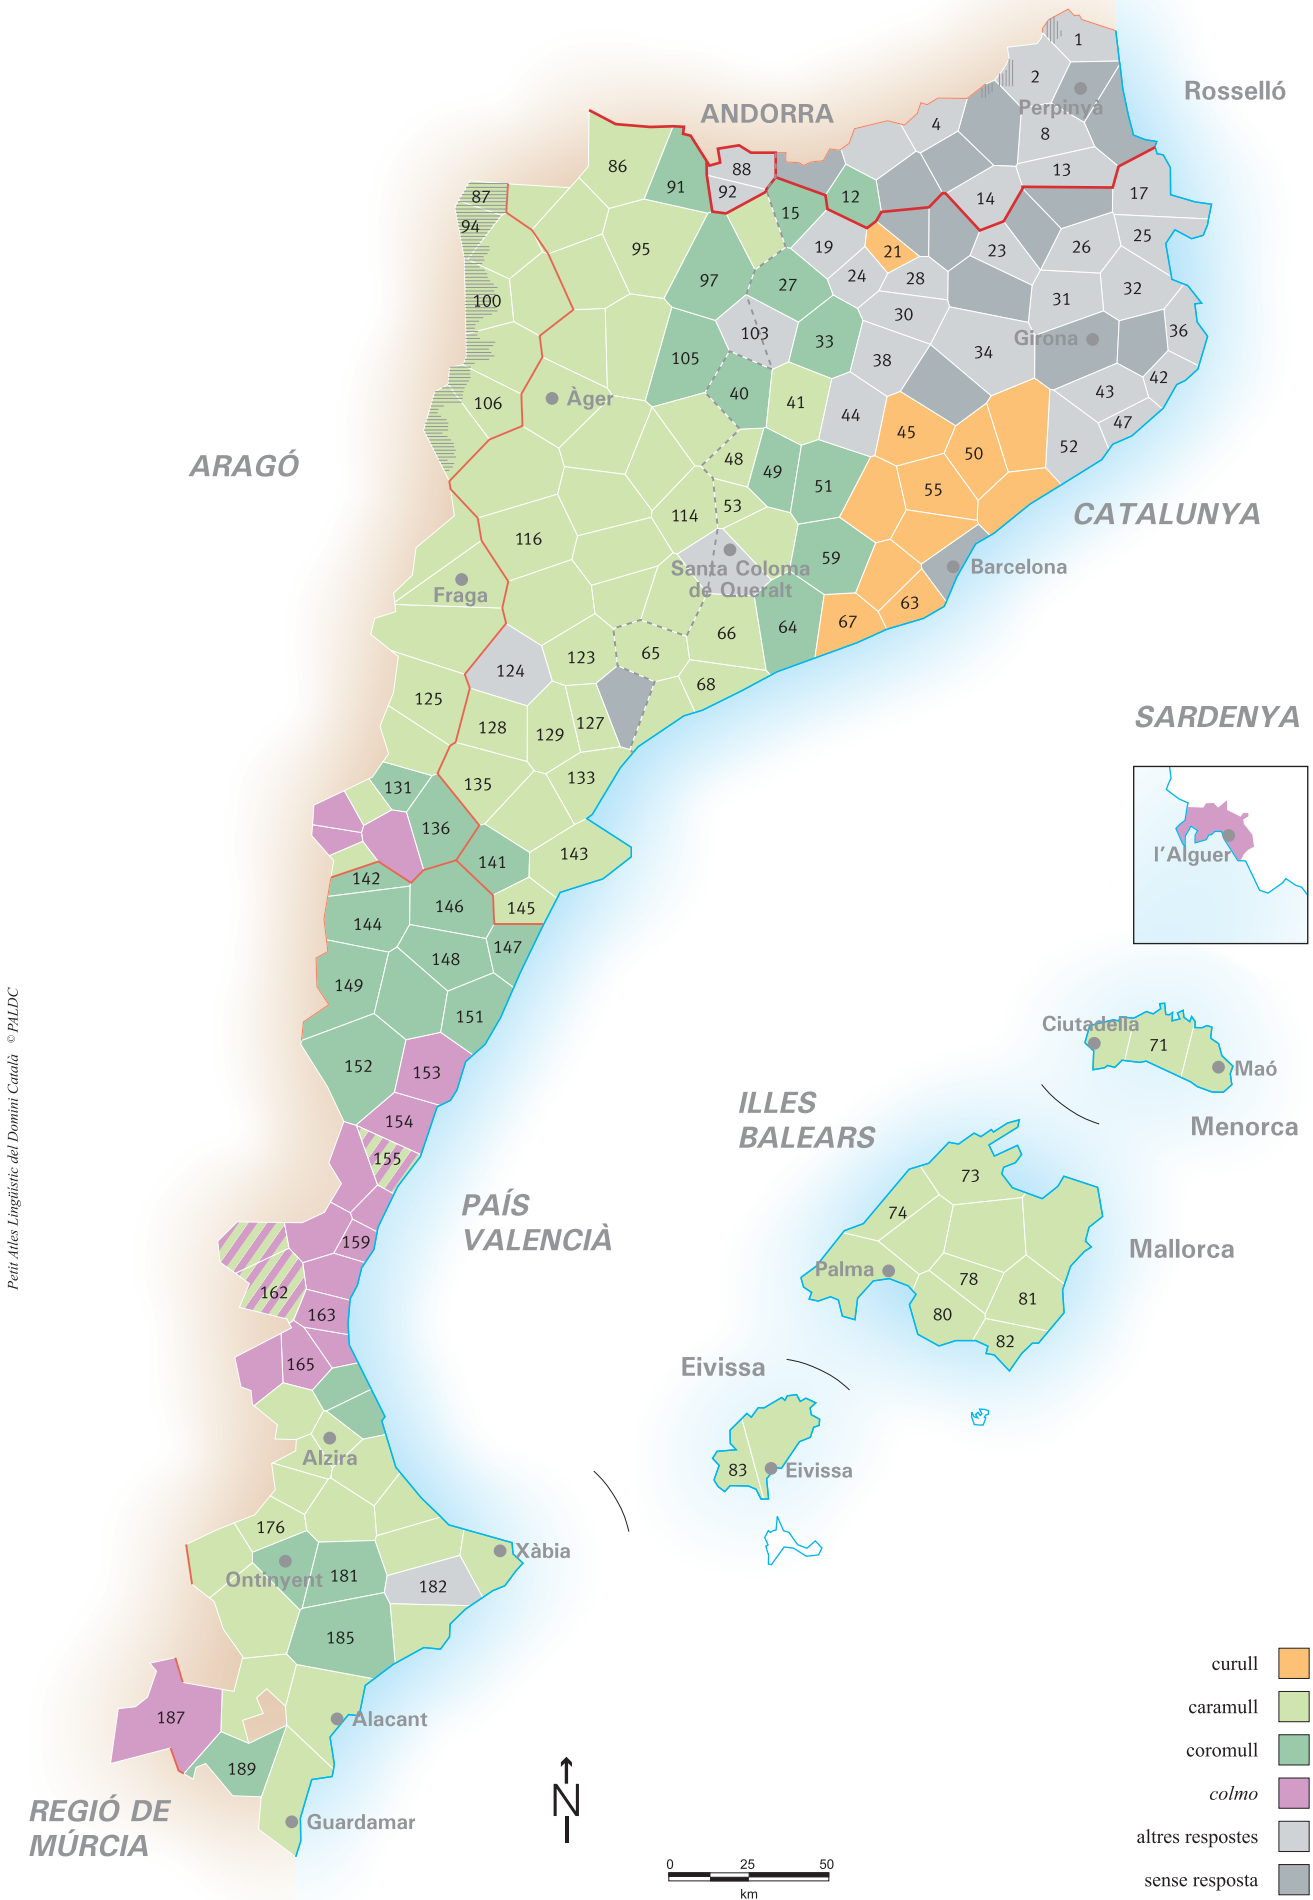 1
Rosselló
2
Perpinyà
ANDORRA
4
8
86
88
13
91
92
12
14
17
87
15
94
19
21
23
26
25
95
24
28
97
27
32
100
31
30
103
33
Girona
36
105
38
34
42
40
43
Àger
106
41
44
47
45
52
48
50
ARAGÓ
49
51
55
53
114
CATALUNYA
116
59
Santa Coloma
de Queralt
Barcelona
Fraga
63
64
67
66
65
123
124
68
125
SARDENYA
127
128
129
133
135
131
136
143
l'Alguer
141
142
145
146
144
147
148
149
151
Ciutadella
71
Maó
152
153
ILLES
BALEARS
154
Menorca
155
73
PAÍS
VALENCIÀ
74
159
Mallorca
Palma
78
162
81
163
80
82
165
Eivissa
Alzira
83
Eivissa
176
Xàbia
Ontinyent
181
182
185
187
Alacant
189
REGIÓ DE
MÚRCIA
Guardamar
N
0 25 50
km
curull
caramull
coromull
colmo
altres respostes
sense resposta
Petit Atles Lingüístic del Domini Català © PALDC